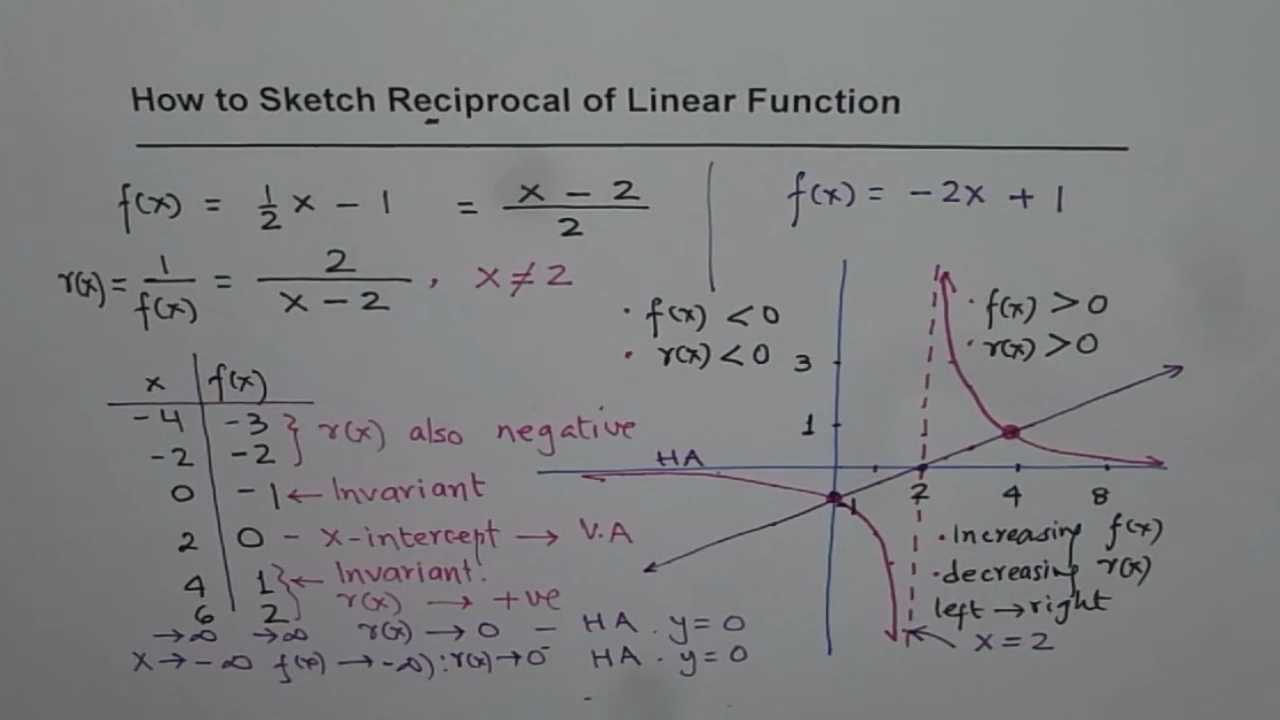 How to Sketch Reciprocal of Linear Function
f(x) = 1/2 x - 1 = x - 2 / 2
f(x) = -2x + 1
r(x) = 1 / f(x) = 2 / x - 2 , x ≠ 2
· f(x) < 0
· r(x) < 0
· f(x) > 0
· r(x) > 0
x f(x)
-4 -3 } r(x) also negative
-2 -2
0 -1 ← Invariant
2 0 - x-intercept → V.A
4 1 } ← Invariant.
6 2 r(x) → +ve
→∞ →∞ r(x) → 0 - HA . y = 0
x → -∞ f(x) → -∞) : r(x) → 0⁻ HA . y = 0
3
1
HA
-1 2 4 8
· Increasing f(x)
· decreasing r(x)
left → right
x = 2